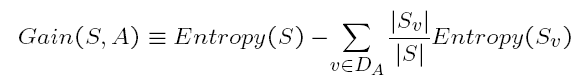 Gain(S, A) ≡ Entropy(S) − ∑_{v∈D_A} |S_v|/|S| Entropy(S_v)